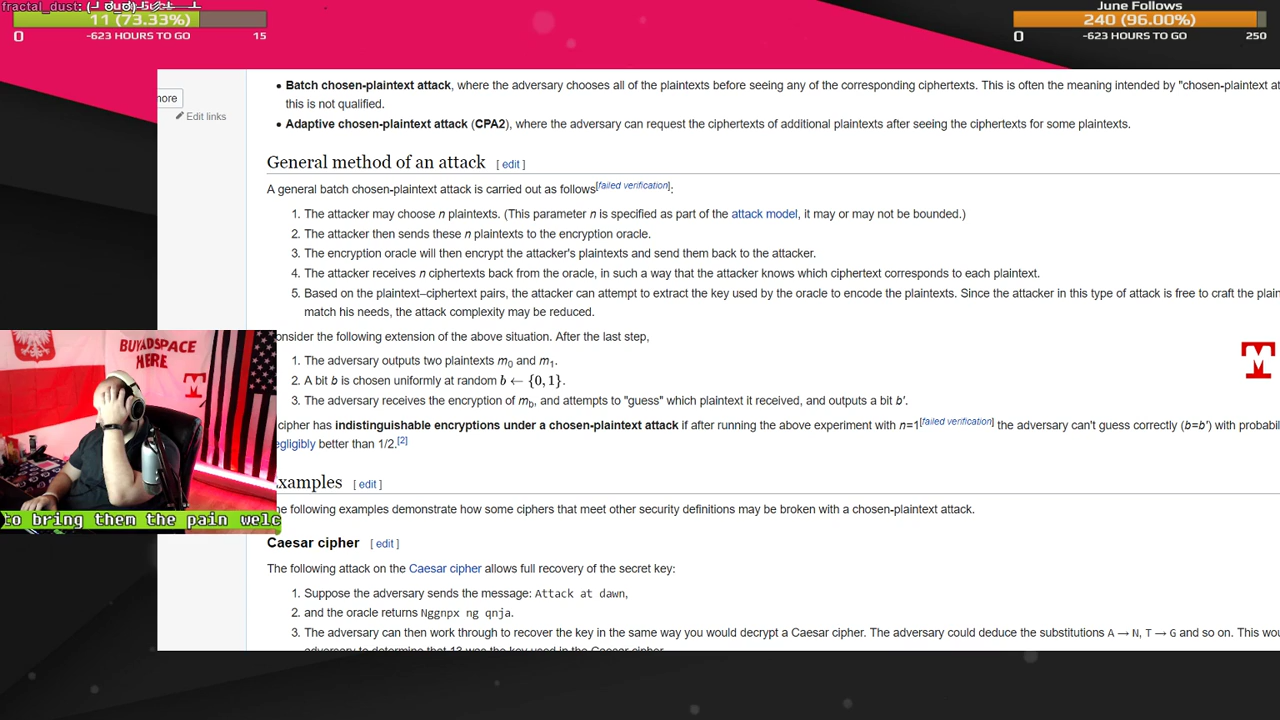 fractal_dust: (┘ಠ_ಠ)┘彡┻━┻
11 (73.33%)
0 -623 HOURS TO GO 15
June Follows
240 (96.00%)
0 -623 HOURS TO GO 250
• Batch chosen-plaintext attack, where the adversary chooses all of the plaintexts before seeing any of the corresponding ciphertexts. This is often the meaning intended by "chosen-plaintext at
this is not qualified.
more
Edit links
• Adaptive chosen-plaintext attack (CPA2), where the adversary can request the ciphertexts of additional plaintexts after seeing the ciphertexts for some plaintexts.
General method of an attack [ edit ]
A general batch chosen-plaintext attack is carried out as follows[failed verification]:
1. The attacker may choose n plaintexts. (This parameter n is specified as part of the attack model, it may or may not be bounded.)
2. The attacker then sends these n plaintexts to the encryption oracle.
3. The encryption oracle will then encrypt the attacker's plaintexts and send them back to the attacker.
4. The attacker receives n ciphertexts back from the oracle, in such a way that the attacker knows which ciphertext corresponds to each plaintext.
5. Based on the plaintext–ciphertext pairs, the attacker can attempt to extract the key used by the oracle to encode the plaintexts. Since the attacker in this type of attack is free to craft the plain
match his needs, the attack complexity may be reduced.
onsider the following extension of the above situation. After the last step,
1. The adversary outputs two plaintexts m0 and m1.
2. A bit b is chosen uniformly at random b ← {0, 1}.
3. The adversary receives the encryption of mb, and attempts to "guess" which plaintext it received, and outputs a bit b'.
cipher has indistinguishable encryptions under a chosen-plaintext attack if after running the above experiment with n=1[failed verification] the adversary can't guess correctly (b=b') with probabil
egligibly better than 1/2.[2]
xamples [ edit ]
he following examples demonstrate how some ciphers that meet other security definitions may be broken with a chosen-plaintext attack.
Caesar cipher [ edit ]
The following attack on the Caesar cipher allows full recovery of the secret key:
1. Suppose the adversary sends the message: Attack at dawn,
2. and the oracle returns Nggnpx ng qnja.
3. The adversary can then work through to recover the key in the same way you would decrypt a Caesar cipher. The adversary could deduce the substitutions A → N, T → G and so on. This wou
adversary to determine that 13 was the key used in the Caesar cipher.
BUY ADSPACE
HERE
to bring them the pain welc